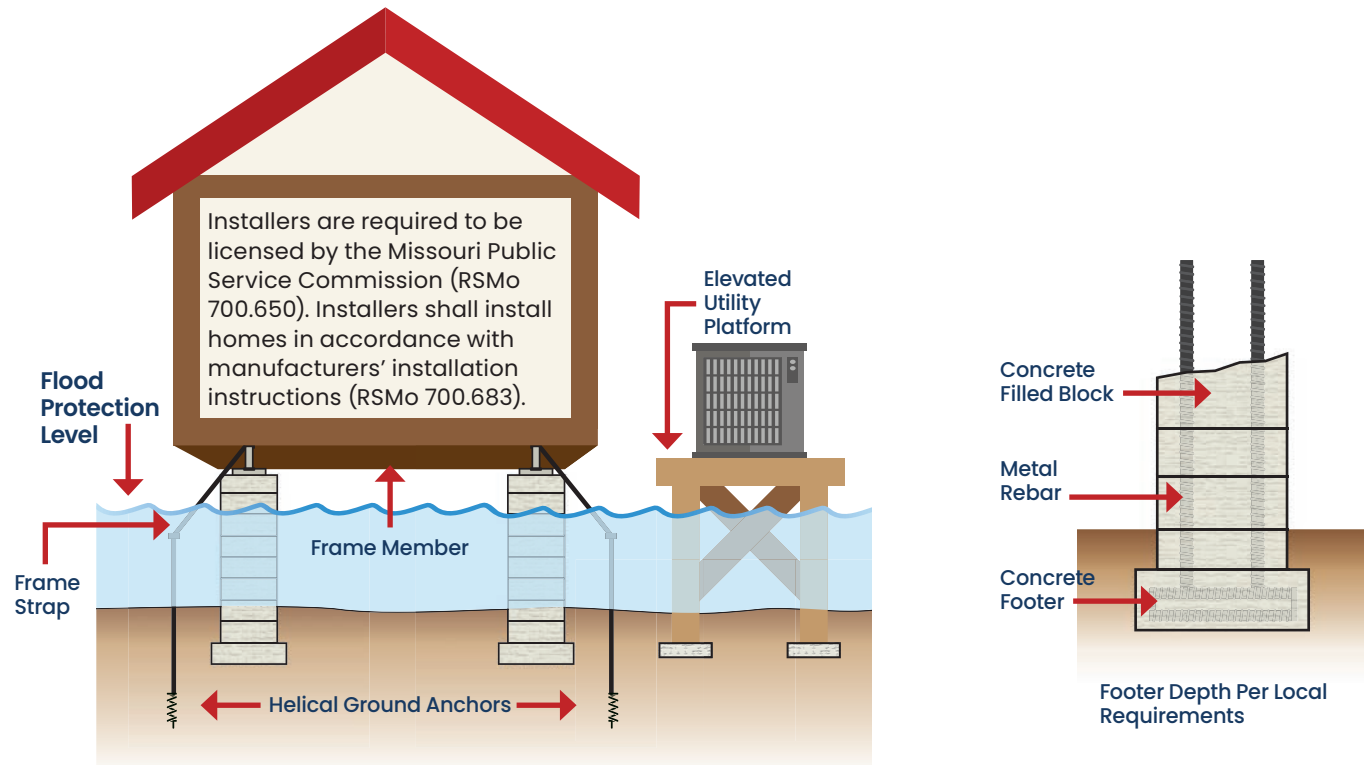 Installers are required to be
licensed by the Missouri Public
Service Commission (RSMo
700.650). Installers shall install
homes in accordance with
manufacturers’ installation
instructions (RSMo 700.683).
Elevated
Utility
Platform
Flood
Protection
Level
Frame Member
Frame
Strap
Helical Ground Anchors
Concrete
Filled Block
Metal
Rebar
Concrete
Footer
Footer Depth Per Local
Requirements